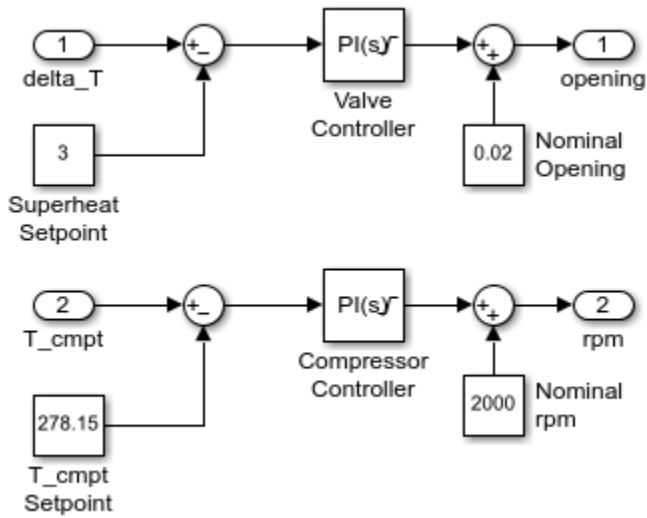 1
delta_T
+
−
PI(s)
Valve
Controller
+
+
1
opening
3
Superheat
Setpoint
0.02
Nominal
Opening
2
T_cmpt
+
−
PI(s)
Compressor
Controller
+
+
2
rpm
278.15
T_cmpt
Setpoint
2000
Nominal
rpm